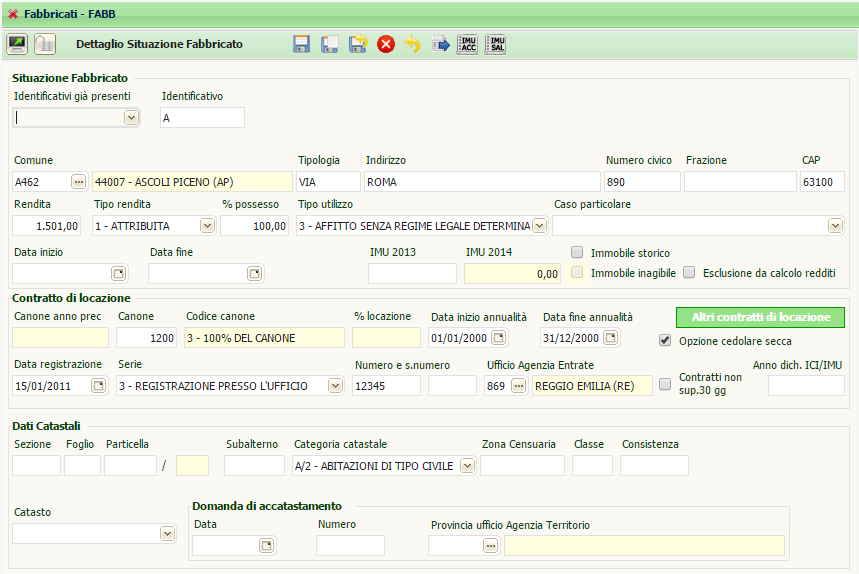 Fabbricati - FABB
Dettaglio Situazione Fabbricato IMU ACC IMU SAL
Situazione Fabbricato
Identificativi già presenti Identificativo
A
Comune Tipologia Indirizzo Numero civico Frazione CAP
A462 44007 - ASCOLI PICENO (AP) VIA ROMA 890 63100
Rendita Tipo rendita % possesso Tipo utilizzo Caso particolare
1.501,00 1 - ATTRIBUITA 100,00 3 - AFFITTO SENZA REGIME LEGALE DETERMINA
Data inizio Data fine IMU 2013 IMU 2014 Immobile storico
0,00 Immobile inagibile Esclusione da calcolo redditi
Contratto di locazione
Canone anno prec Canone Codice canone % locazione Data inizio annualità Data fine annualità Altri contratti di locazione
1200 3 - 100% DEL CANONE 01/01/2000 31/12/2000 Opzione cedolare secca
Data registrazione Serie Numero e s.numero Ufficio Agenzia Entrate Anno dich. ICI/IMU
15/01/2011 3 - REGISTRAZIONE PRESSO L'UFFICIO 12345 869 REGGIO EMILIA (RE) Contratti non
sup.30 gg
Dati Catastali
Sezione Foglio Particella Subalterno Categoria catastale Zona Censuaria Classe Consistenza
/ A/2 - ABITAZIONI DI TIPO CIVILE
Catasto Domanda di accatastamento
Data Numero Provincia ufficio Agenzia Territorio